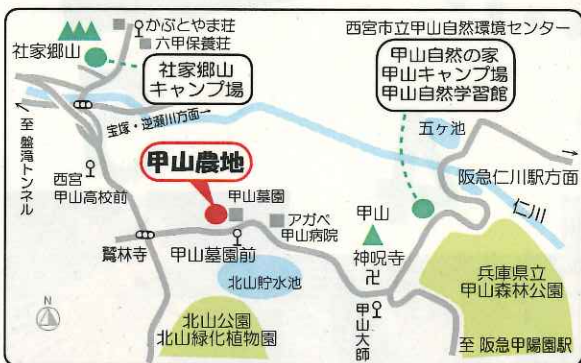 かぶとやま荘
六甲保養荘
社家郷山
社家郷山
キャンプ場
西宮市立甲山自然環境センター
甲山自然の家
甲山キャンプ場
甲山自然学習館
至 盤滝トンネル
宝塚・逆瀬川方面→
五ヶ池
→
阪急仁川駅方面
仁川
西宮
甲山高校前
甲山農地
甲山墓園
アガペ
甲山病院
甲山
神呪寺
卍
鷲林寺
甲山墓園前
北山貯水池
甲山大師
兵庫県立
甲山森林公園
北山公園
北山緑化植物園
至 阪急甲陽園駅
N